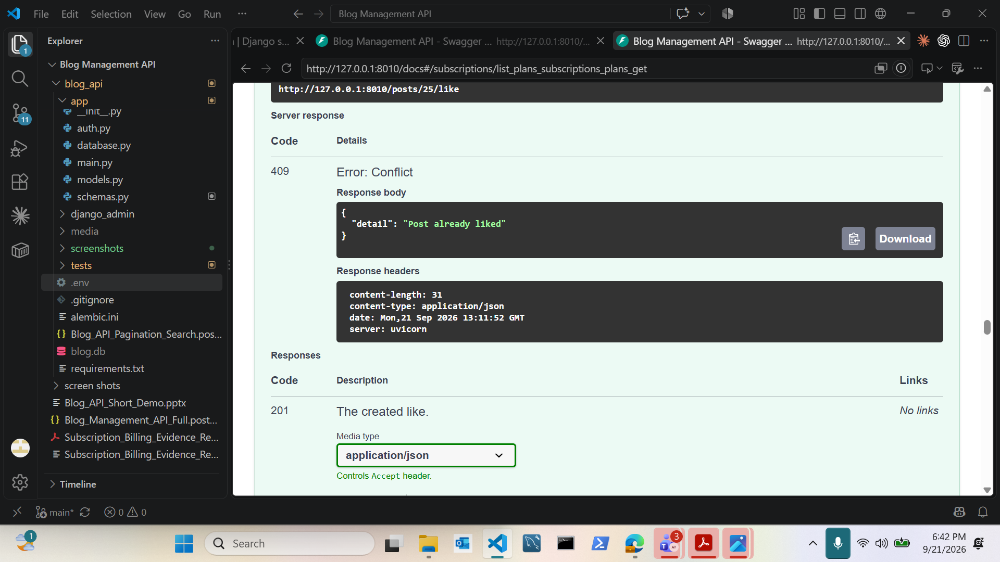 File Edit Selection View Go Run ···
Blog Management API
Explorer
| Django s...
Blog Management API - Swagger ... http://127.0.0.1:8010/...
Blog Management API - Swagger ... http://127.0.0.1:8010/...
http://127.0.0.1:8010/docs#/subscriptions/list_plans_subscriptions_plans_get
1
11
Blog Management API
blog_api
app
__init__.py
auth.py
database.py
main.py
models.py
schemas.py
django_admin
media
screenshots
tests
.env
.gitignore
alembic.ini
Blog_API_Pagination_Search.pos...
blog.db
requirements.txt
screen shots
Blog_API_Short_Demo.pptx
Blog_Management_API_Full.post...
Subscription_Billing_Evidence_Re...
Subscription_Billing_Evidence_Re...
Timeline
http://127.0.0.1:8010/posts/25/like
Server response
Code Details
409 Error: Conflict
Response body
{
"detail": "Post already liked"
}
Download
Response headers
content-length: 31
content-type: application/json
date: Mon,21 Sep 2026 13:11:52 GMT
server: uvicorn
Responses
Code Description Links
201 The created like. No links
Media type
application/json
Controls Accept header.
main* 0 0
1
Search
3
6:42 PM
9/21/2026